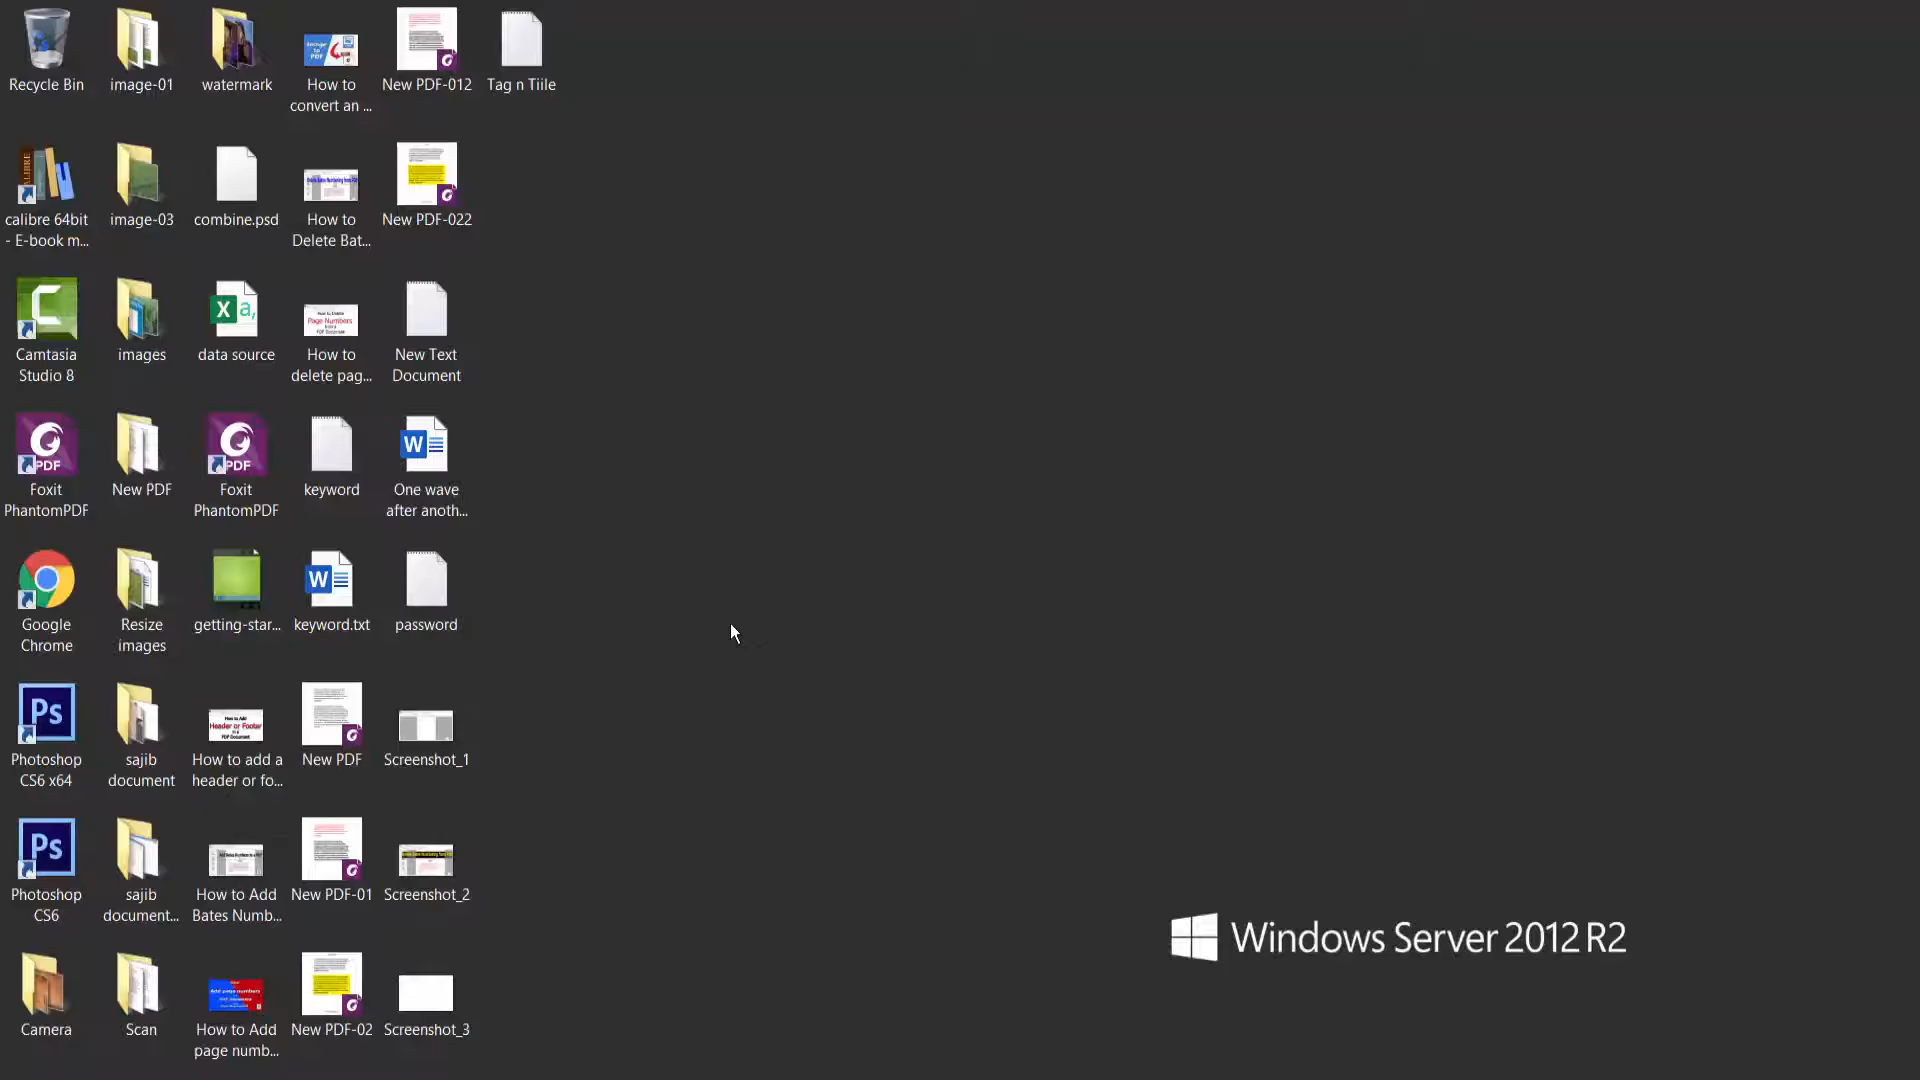 Recycle Bin
image-01
watermark
How to
convert an ...
New PDF-012
Tag n Tiile
calibre 64bit
- E-book m...
image-03
combine.psd
How to
Delete Bat...
New PDF-022
Camtasia
Studio 8
images
data source
How to
delete pag...
New Text
Document
Foxit
PhantomPDF
New PDF
Foxit
PhantomPDF
keyword
One wave
after anoth...
Google
Chrome
Resize
images
getting-star...
keyword.txt
password
Photoshop
CS6 x64
sajib
document
How to add a
header or fo...
New PDF
Screenshot_1
Photoshop
CS6
sajib
document...
How to Add
Bates Numb...
New PDF-01
Screenshot_2
Camera
Scan
How to Add
page numb...
New PDF-02
Screenshot_3
Windows Server 2012 R2